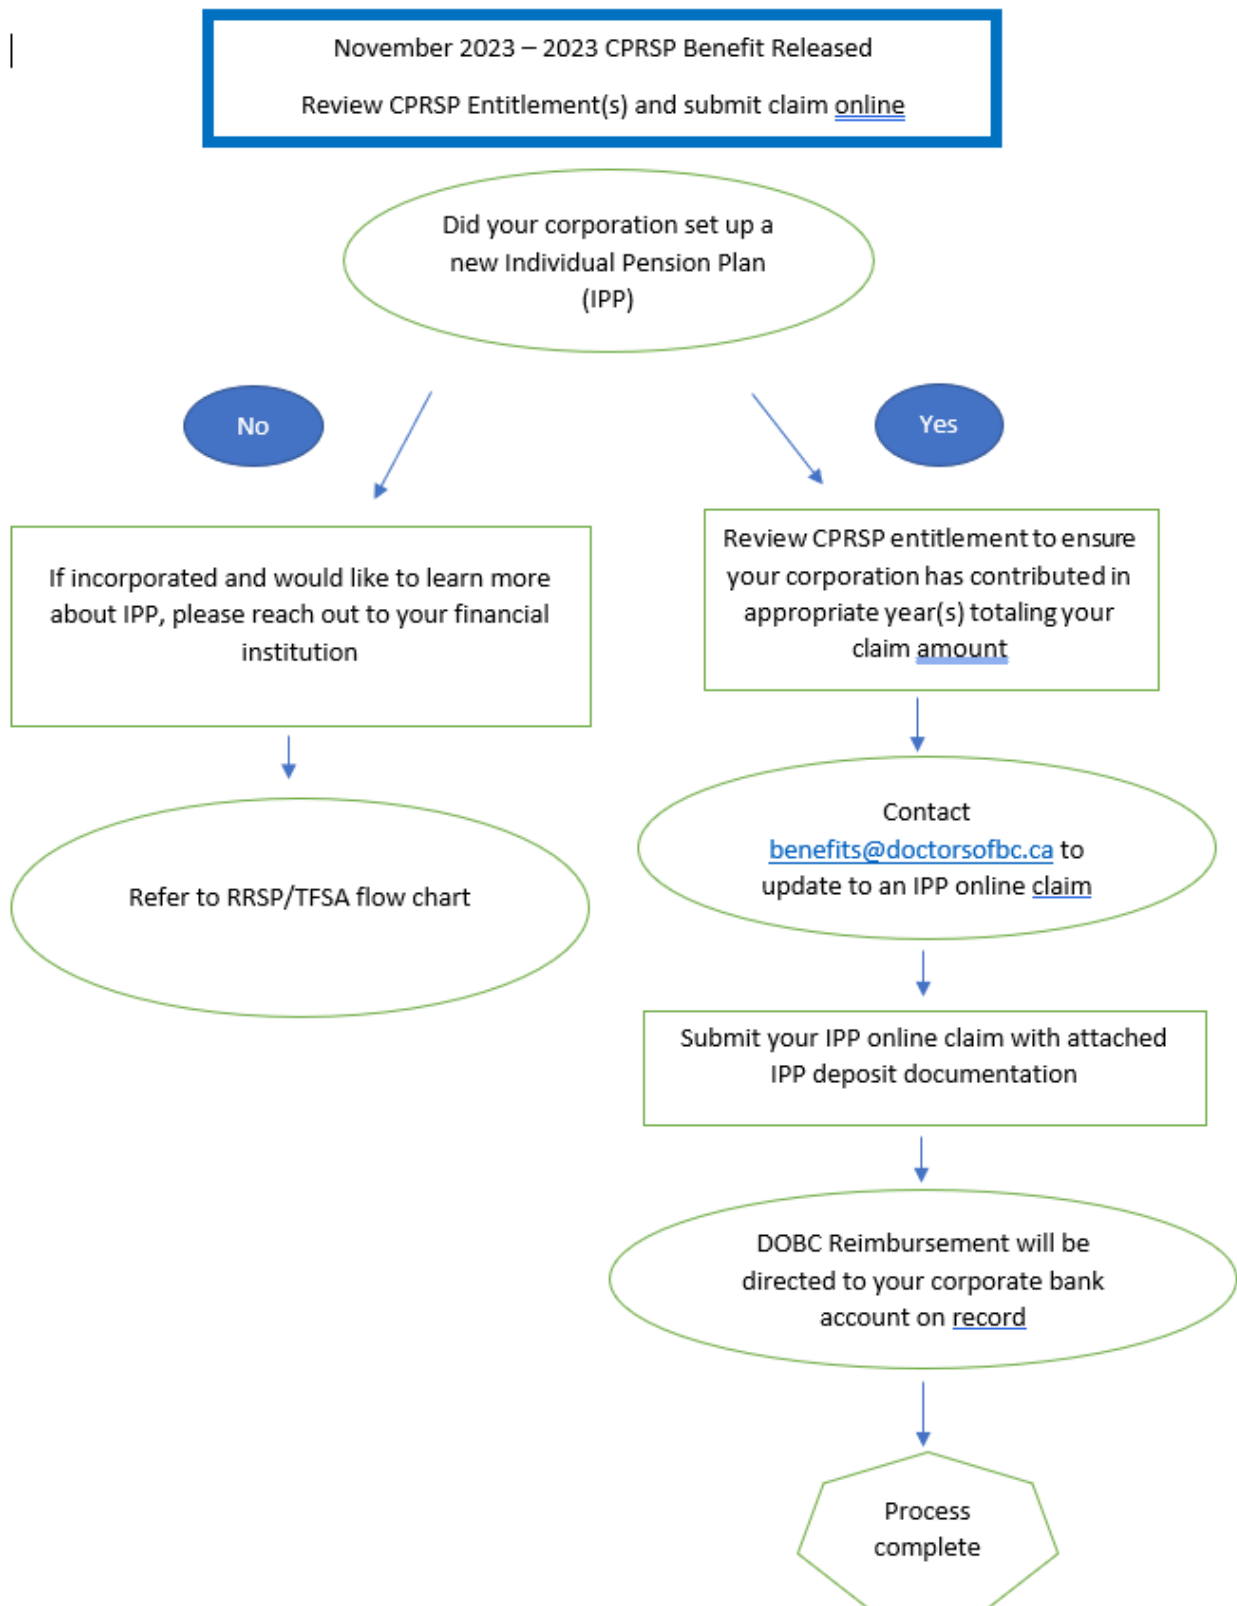 November 2023 – 2023 CPRSP Benefit Released
Review CPRSP Entitlement(s) and submit claim online
Did your corporation set up a
new Individual Pension Plan
(IPP)
No
Yes
If incorporated and would like to learn more
about IPP, please reach out to your financial
institution
Refer to RRSP/TFSA flow chart
Review CPRSP entitlement to ensure
your corporation has contributed in
appropriate year(s) totaling your
claim amount
Contact
benefits@doctorsofbc.ca to
update to an IPP online claim
Submit your IPP online claim with attached
IPP deposit documentation
DOBC Reimbursement will be
directed to your corporate bank
account on record
Process
complete